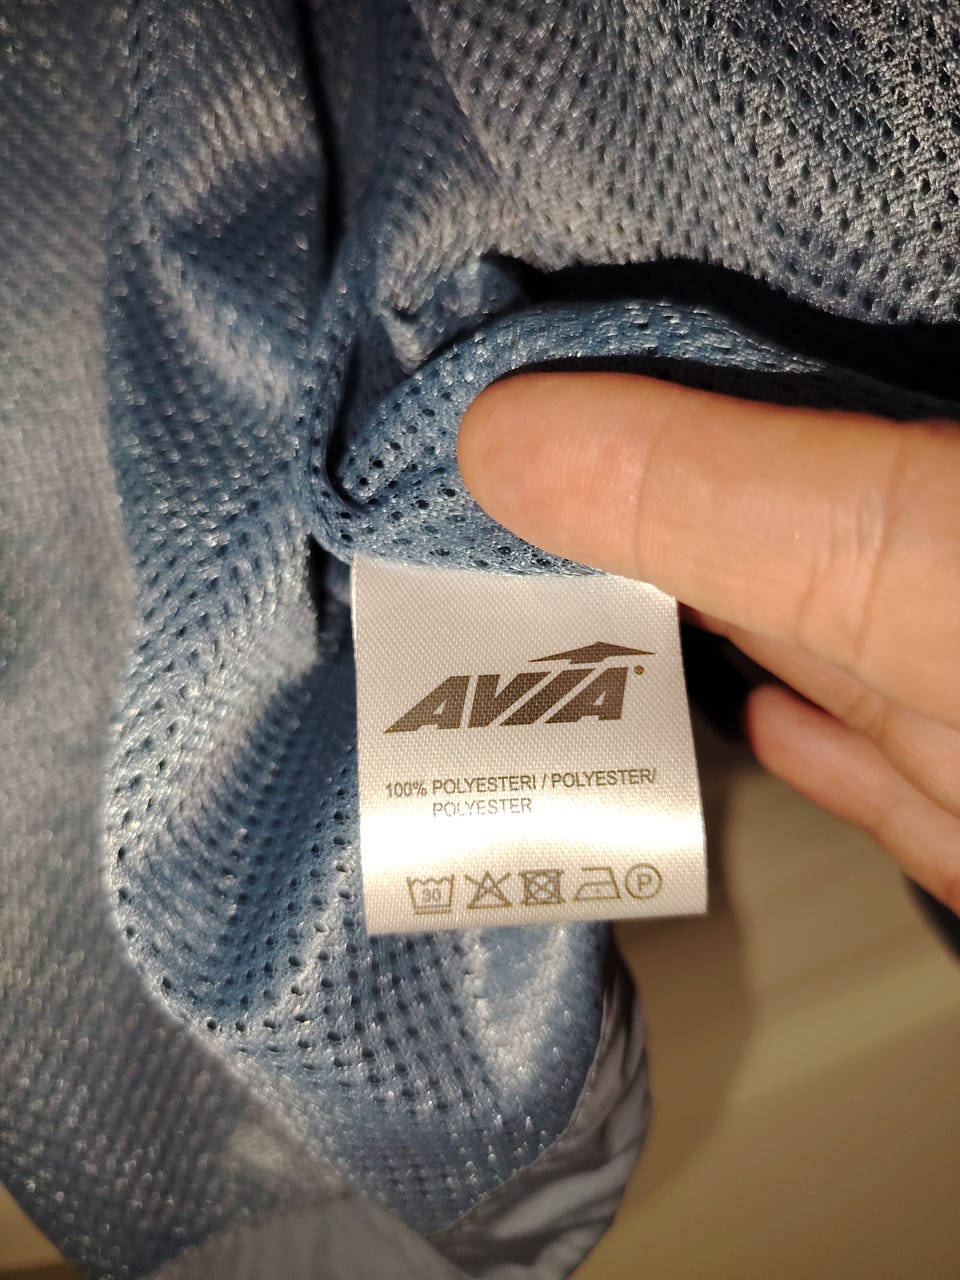 AVIA
100% POLYESTERI / POLYESTER/
POLYESTER
30 P